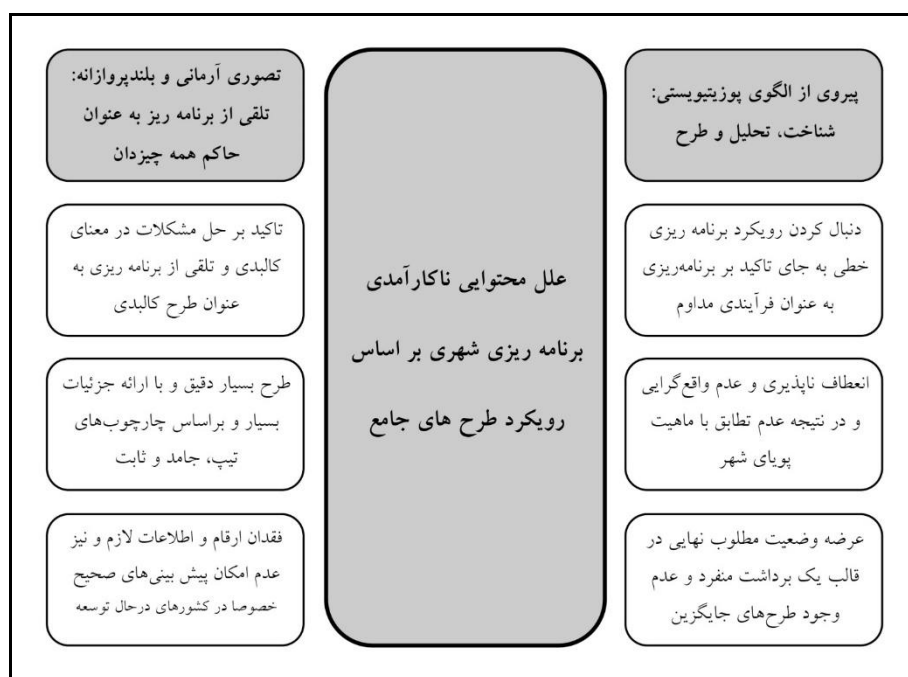 پیروی از الگوی پوزیتیویستی:
شناخت، تحلیل و طرح
دنبال کردن رویکرد برنامه ریزی
خطی به جای تاکید بر برنامه‌ریزی
به عنوان فرآیندی مداوم
انعطاف ناپذیری و عدم واقع‌گرایی
و در نتیجه عدم تطابق با ماهیت
پویای شهر
عرضه وضعیت مطلوب نهایی در
قالب یک برداشت منفرد و عدم
وجود طرح‌های جایگزین
علل محتوایی ناکارآمدی
برنامه ریزی شهری بر اساس
رویکرد طرح های جامع
تصوری آرمانی و بلندپروازانه:
تلقی از برنامه ریز به عنوان
حاکم همه چیزدان
تاکید بر حل مشکلات در معنای
کالبدی و تلقی از برنامه ریزی به
عنوان طرح کالبدی
طرح بسیار دقیق و با ارائه جزئیات
بسیار و براساس چارچوب‌های
تیپ، جامد و ثابت
فقدان ارقام و اطلاعات لازم و نیز
عدم امکان پیش بینی‌های صحیح
خصوصا در کشورهای درحال توسعه